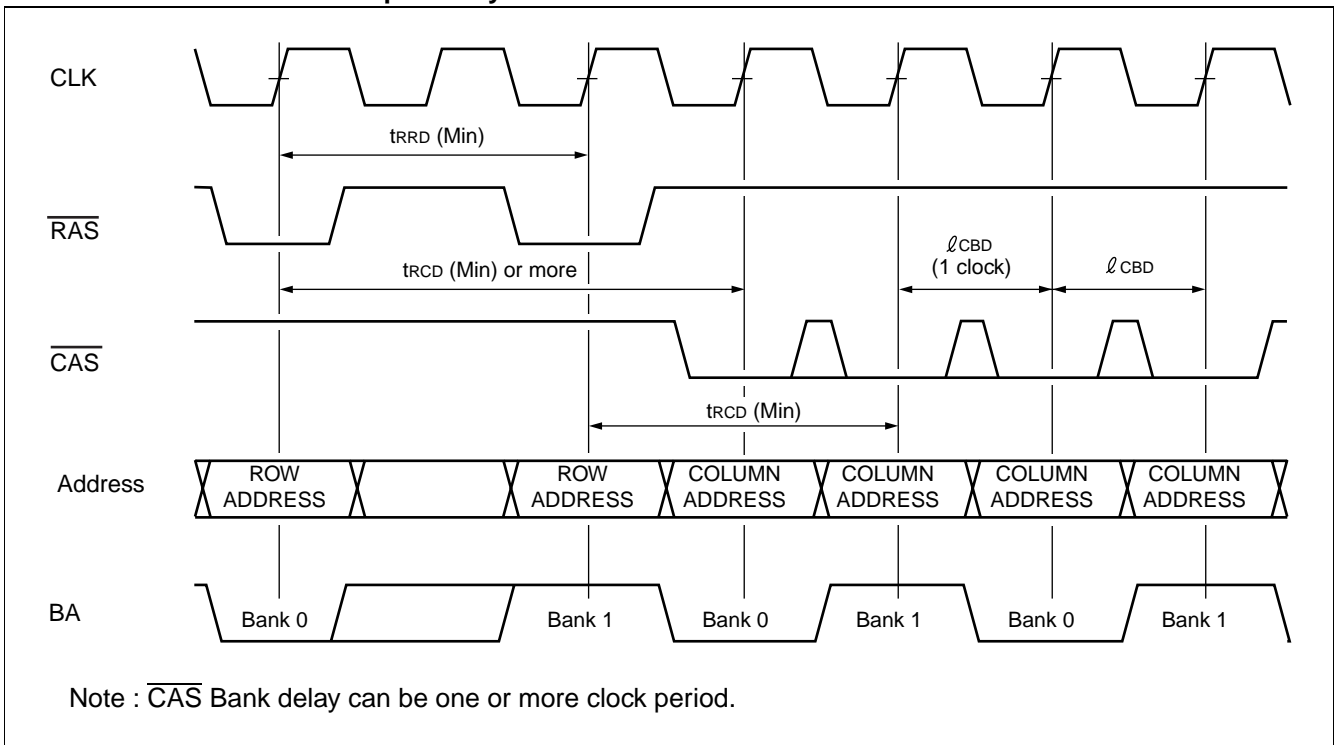 CLK
tRRD (Min)
RAS
tRCD (Min) or more
ℓCBD
(1 clock)
ℓCBD
CAS
tRCD (Min)
Address
ROW
ADDRESS
ROW
ADDRESS
COLUMN
ADDRESS
COLUMN
ADDRESS
COLUMN
ADDRESS
COLUMN
ADDRESS
BA
Bank 0
Bank 1
Bank 0
Bank 1
Bank 0
Bank 1
Note : CAS Bank delay can be one or more clock period.